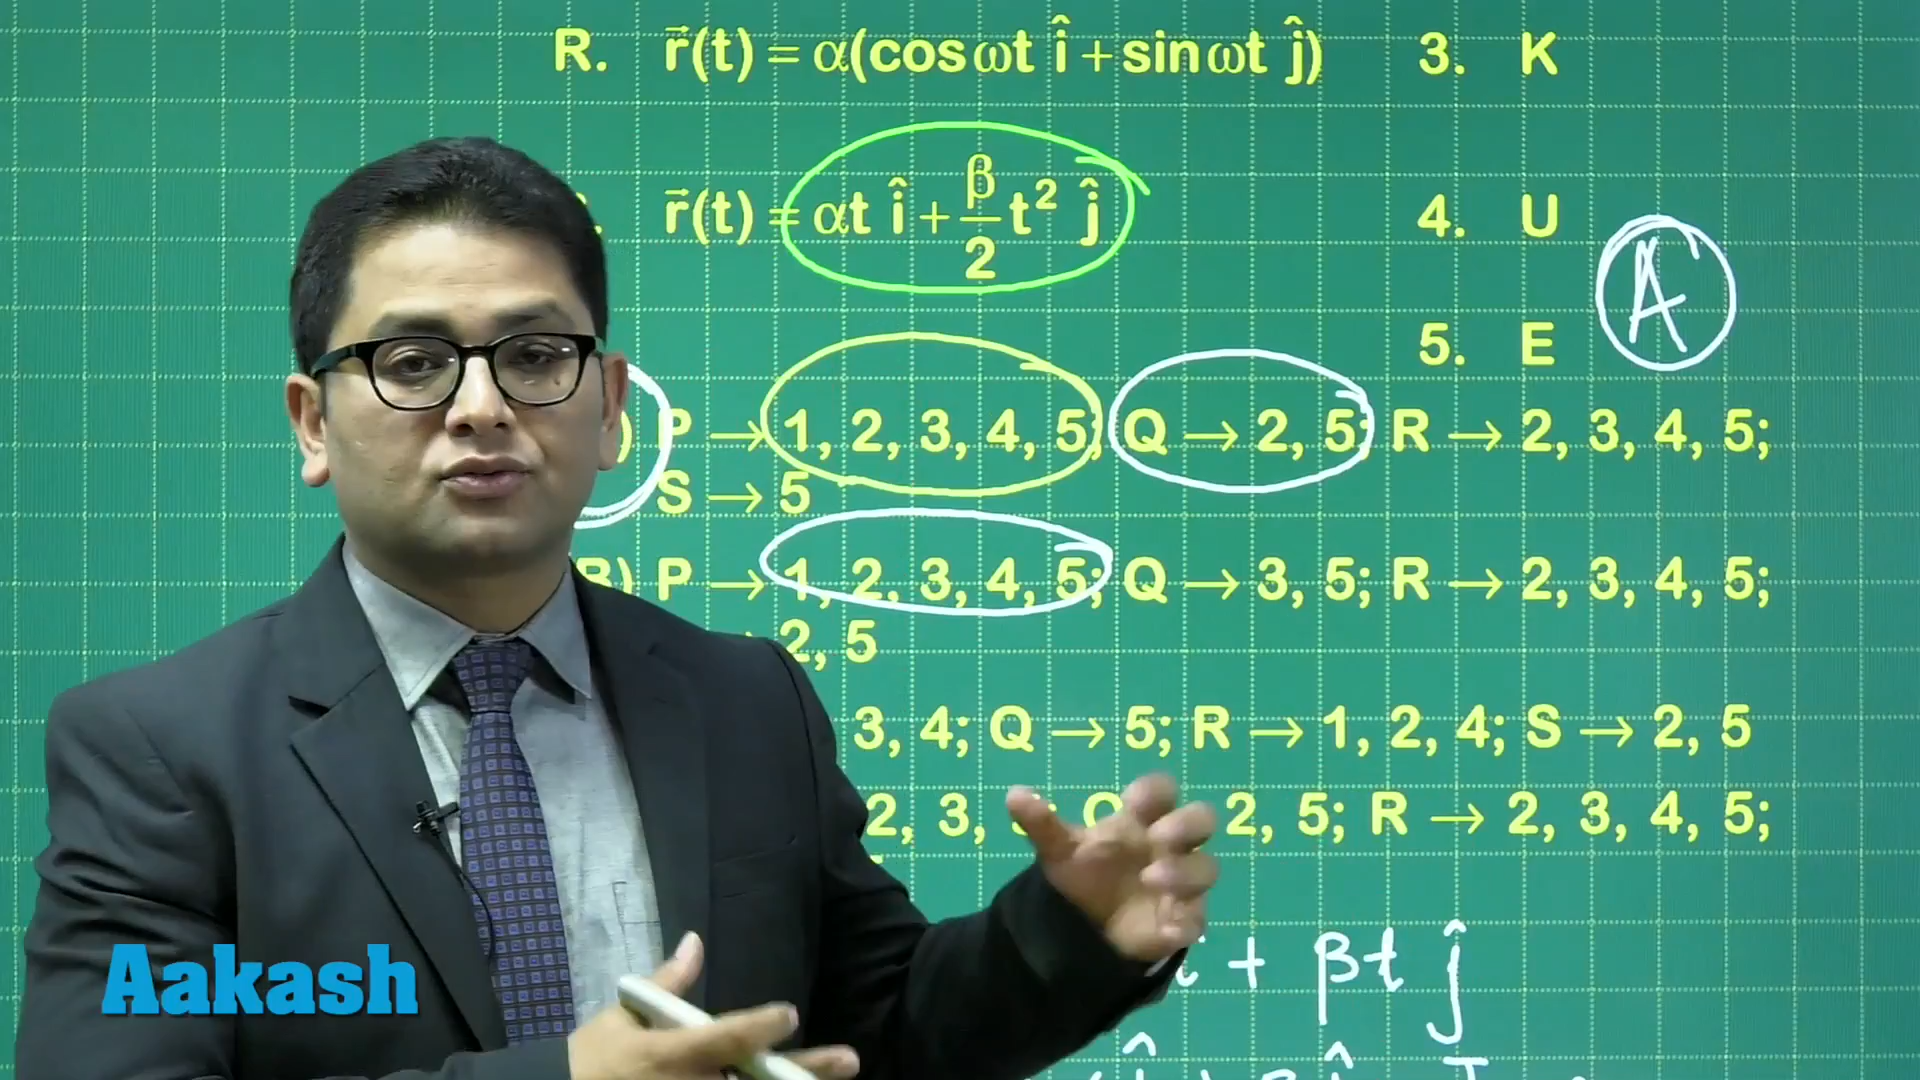 R. r⃗(t) = α(cosωt î + sinωt ĵ) 3. K
r⃗(t) = αt î + β/2 t² ĵ 4. U
A
5. E
) P → 1, 2, 3, 4, 5; Q → 2, 5; R → 2, 3, 4, 5;
S → 5
B) P → 1, 2, 3, 4, 5; Q → 3, 5; R → 2, 3, 4, 5;
2, 5
3, 4; Q → 5; R → 1, 2, 4; S → 2, 5
2, 3, 2, 5; R → 2, 3, 4, 5;
+ βt ĵ
Aakash